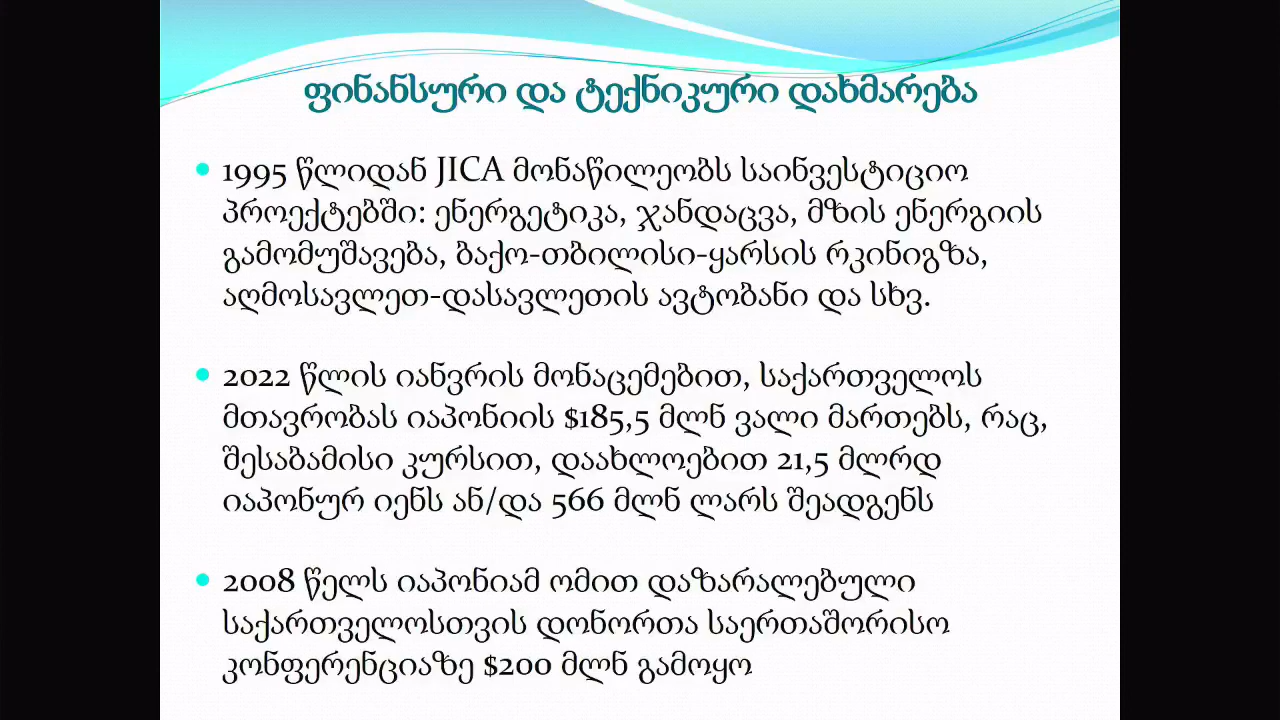 ფინანსური და ტექნიკური დახმარება
• 1995 წლიდან JICA მონაწილეობს საინვესტიციო
პროექტებში: ენერგეტიკა, ჯანდაცვა, მზის ენერგიის
გამომუშავება, ბაქო-თბილისი-ყარსის რკინიგზა,
აღმოსავლეთ-დასავლეთის ავტობანი და სხვ.
• 2022 წლის იანვრის მონაცემებით, საქართველოს
მთავრობას იაპონიის $185,5 მლნ ვალი მართებს, რაც,
შესაბამისი კურსით, დაახლოებით 21,5 მლრდ
იაპონურ იენს ან/და 566 მლნ ლარს შეადგენს
• 2008 წელს იაპონიამ ომით დაზარალებული
საქართველოსთვის დონორთა საერთაშორისო
კონფერენციაზე $200 მლნ გამოყო